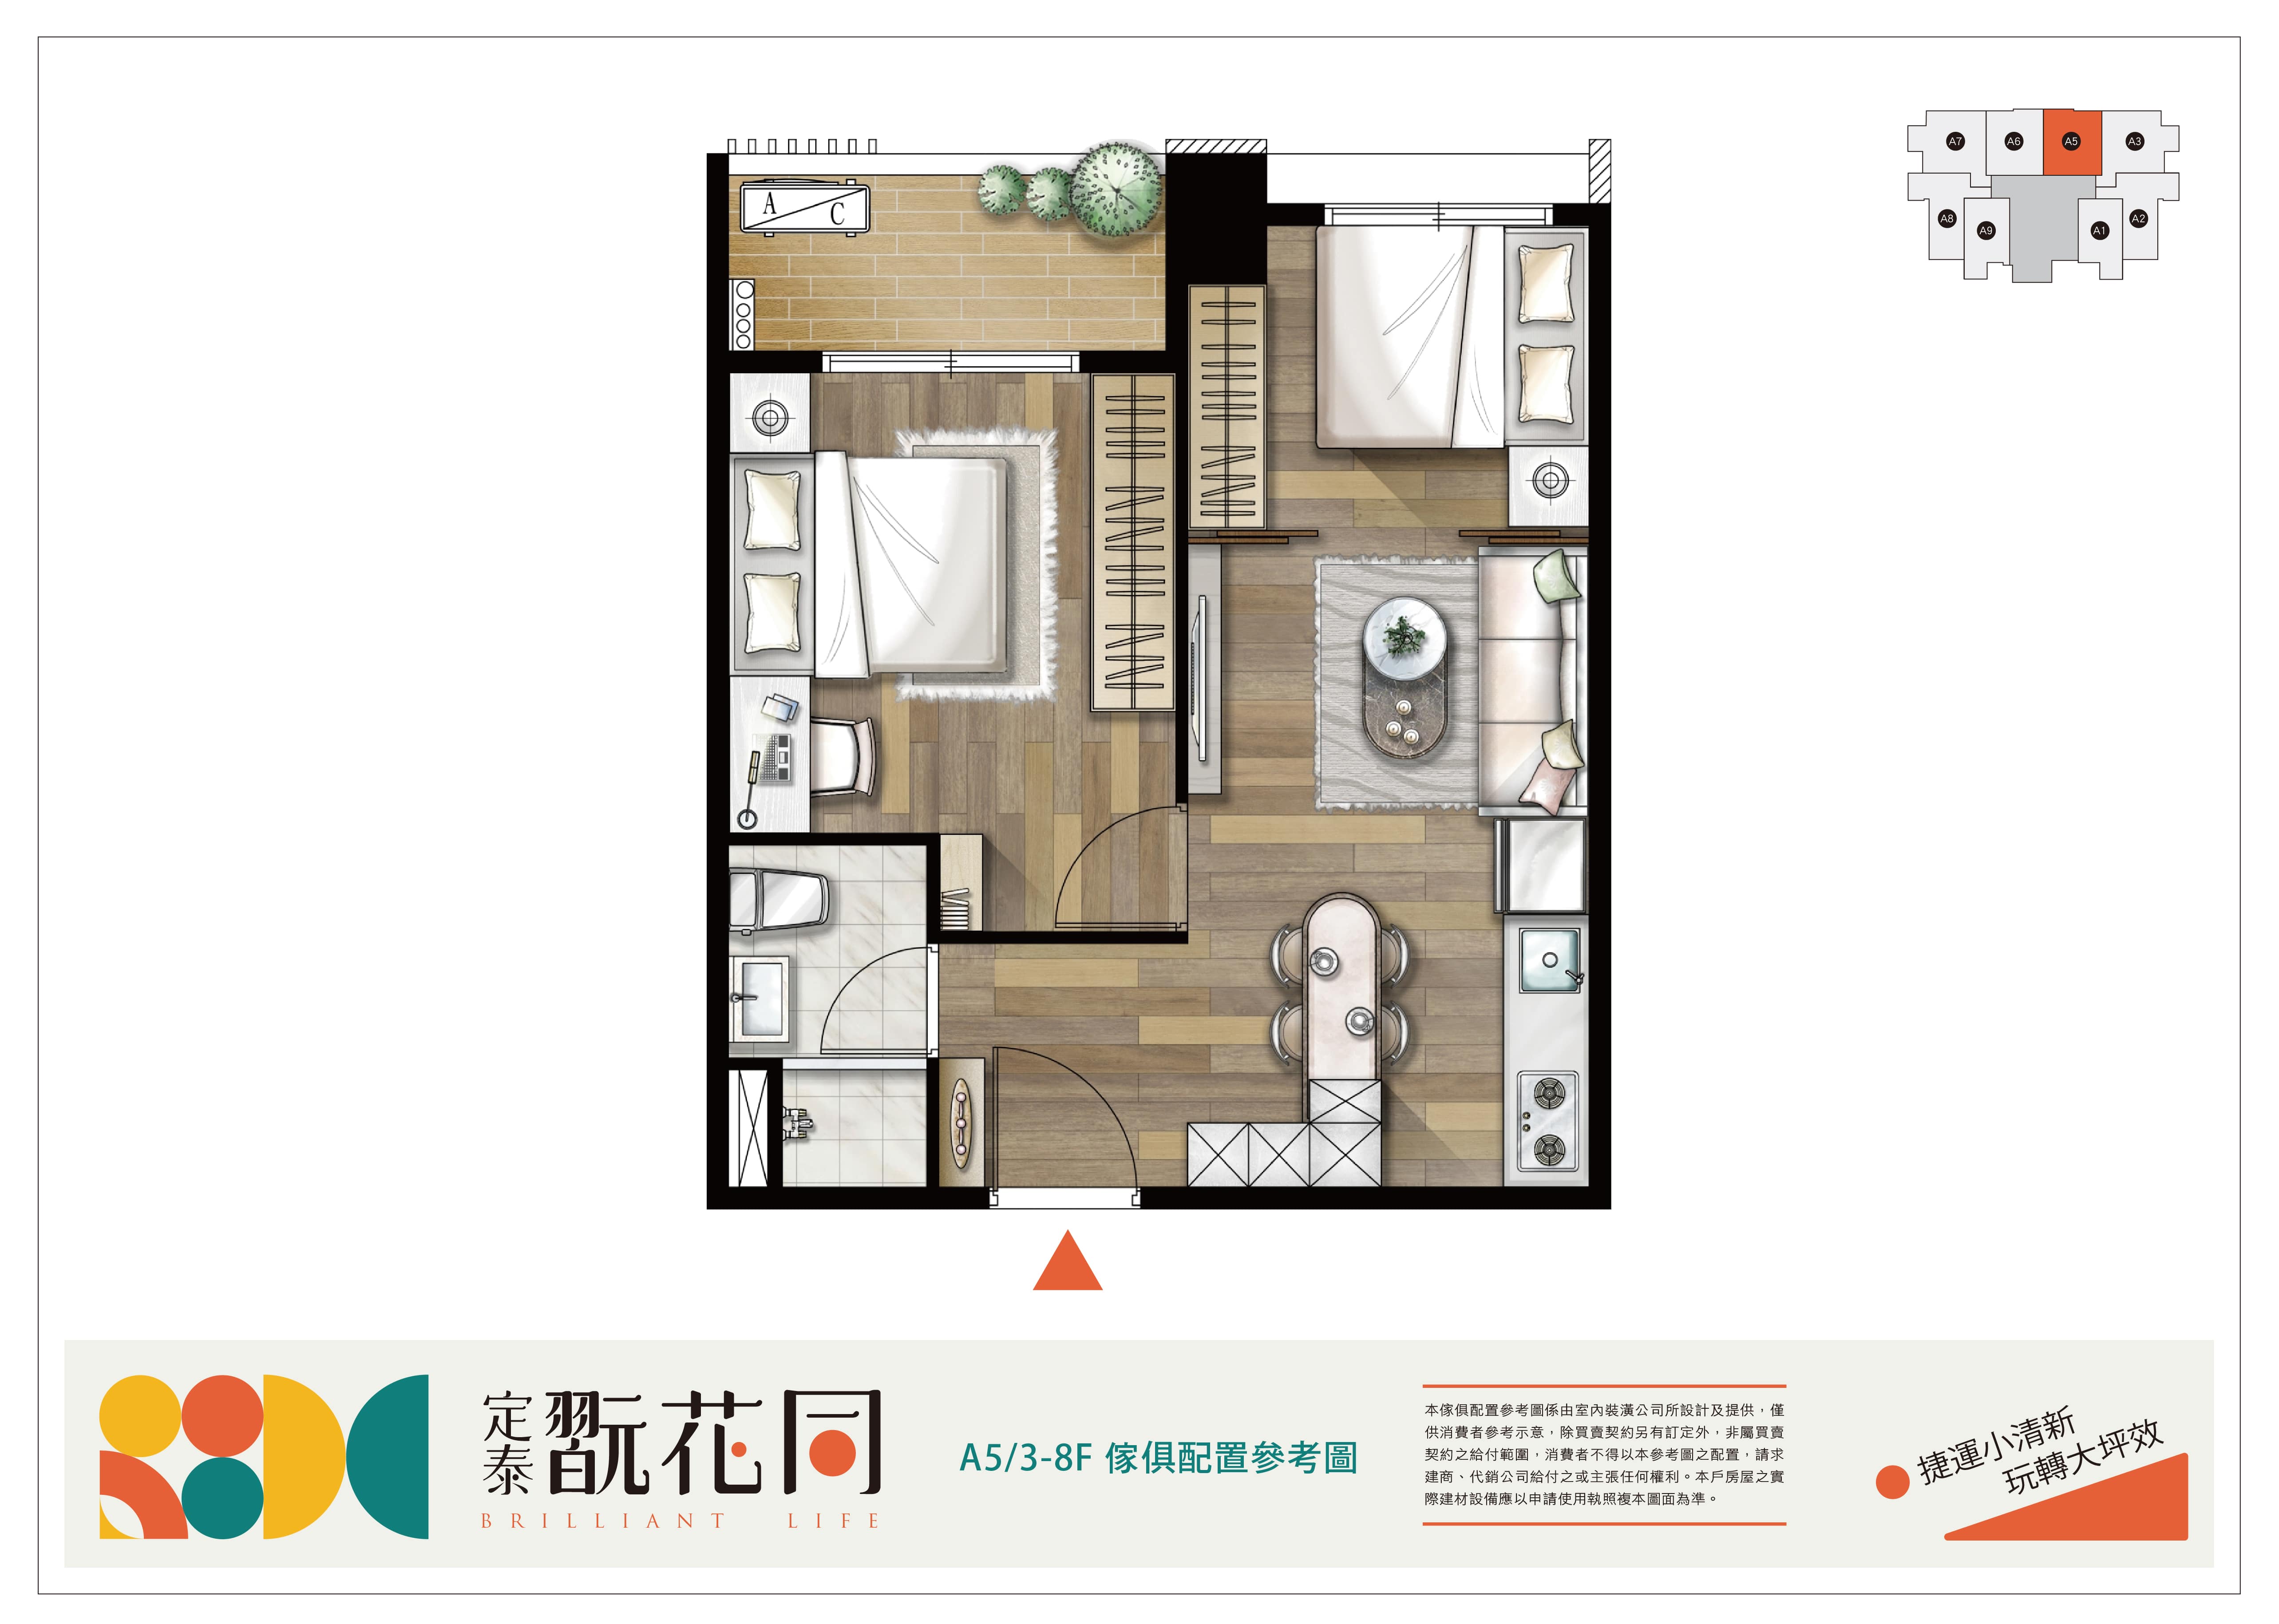 A7
A6
A5
A3
A8
A9
A1
A2
A
C
定泰
翫花同
BRILLIANT LIFE
A5/3-8F 傢俱配置參考圖
本傢俱配置參考圖係由室內裝潢公司所設計及提供，僅
供消費者參考示意，除買賣契約另有訂定外，非屬買賣
契約之給付範圍，消費者不得以本參考圖之配置，請求
建商、代銷公司給付之或主張任何權利。本戶房屋之實
際建材設備應以申請使用執照複本圖面為準。
捷運小清新
玩轉大坪效